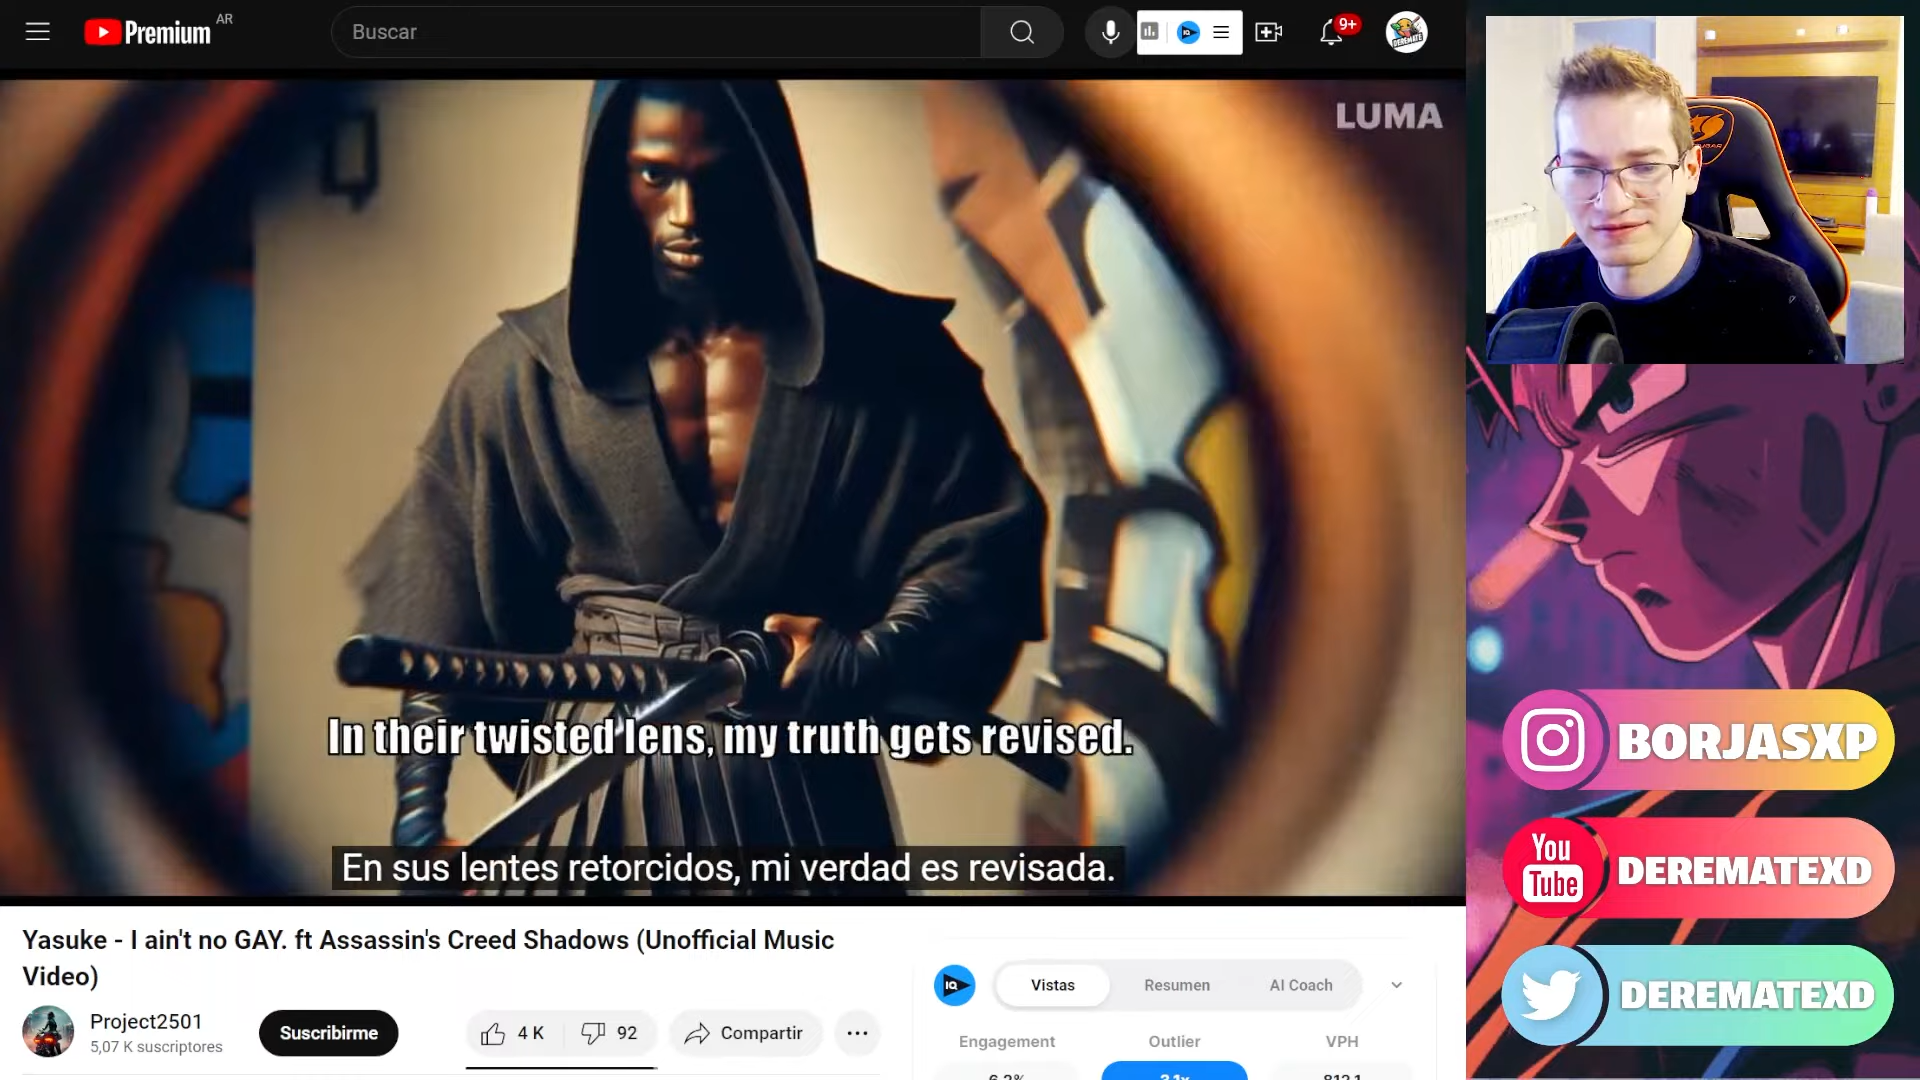 Premium AR
Buscar
9+
LUMA
In their twisted lens, my truth gets revised.
En sus lentes retorcidos, mi verdad es revisada.
Yasuke - I ain't no GAY. ft Assassin's Creed Shadows (Unofficial Music
Video)
Project2501
5,07 K suscriptores
Suscribirme
4 K
92
Compartir
IQ
Vistas
Resumen
AI Coach
Engagement
Outlier
VPH
BORJASXP
You
Tube
DEREMATEXD
DEREMATEXD